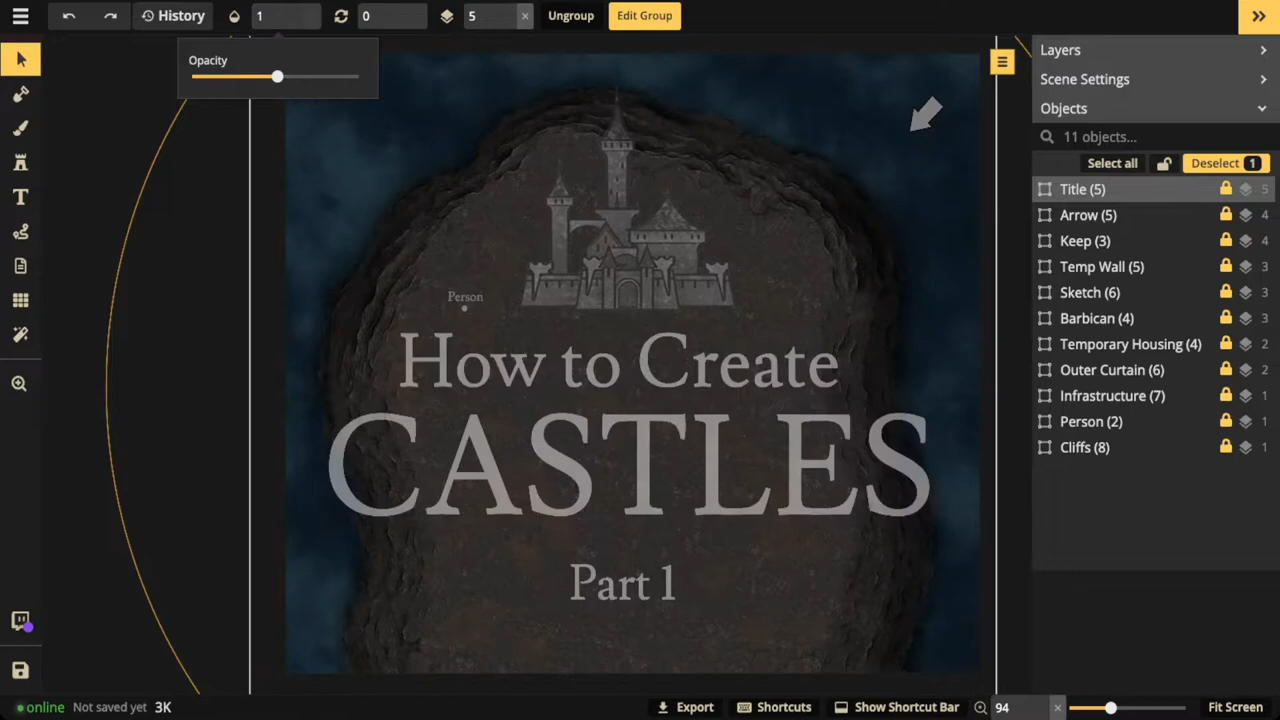 History 1 0 5 × Ungroup Edit Group
Opacity
Layers
Scene Settings
Objects
11 objects...
Select all Deselect 1
Title (5) 5
Arrow (5) 4
Keep (3) 4
Temp Wall (5) 3
Sketch (6) 3
Barbican (4) 3
Temporary Housing (4) 2
Outer Curtain (6) 2
Infrastructure (7) 1
Person (2) 1
Cliffs (8) 1
Person
How to Create
CASTLES
Part 1
online Not saved yet 3K Export Shortcuts Show Shortcut Bar 94 × Fit Screen